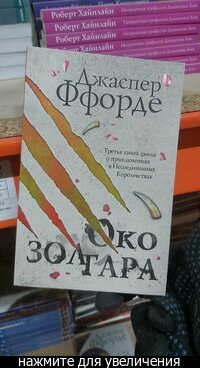 Роберт Хайнлайн
Роберт Хайнлайн
Роберт Хайнлайн
Роберт Хайнлайн
Джаспер
Ффорде
Третья книга цикла
о приключениях
в Несоединенных
Королевствах
Око
Золтара
нажмите для увеличения